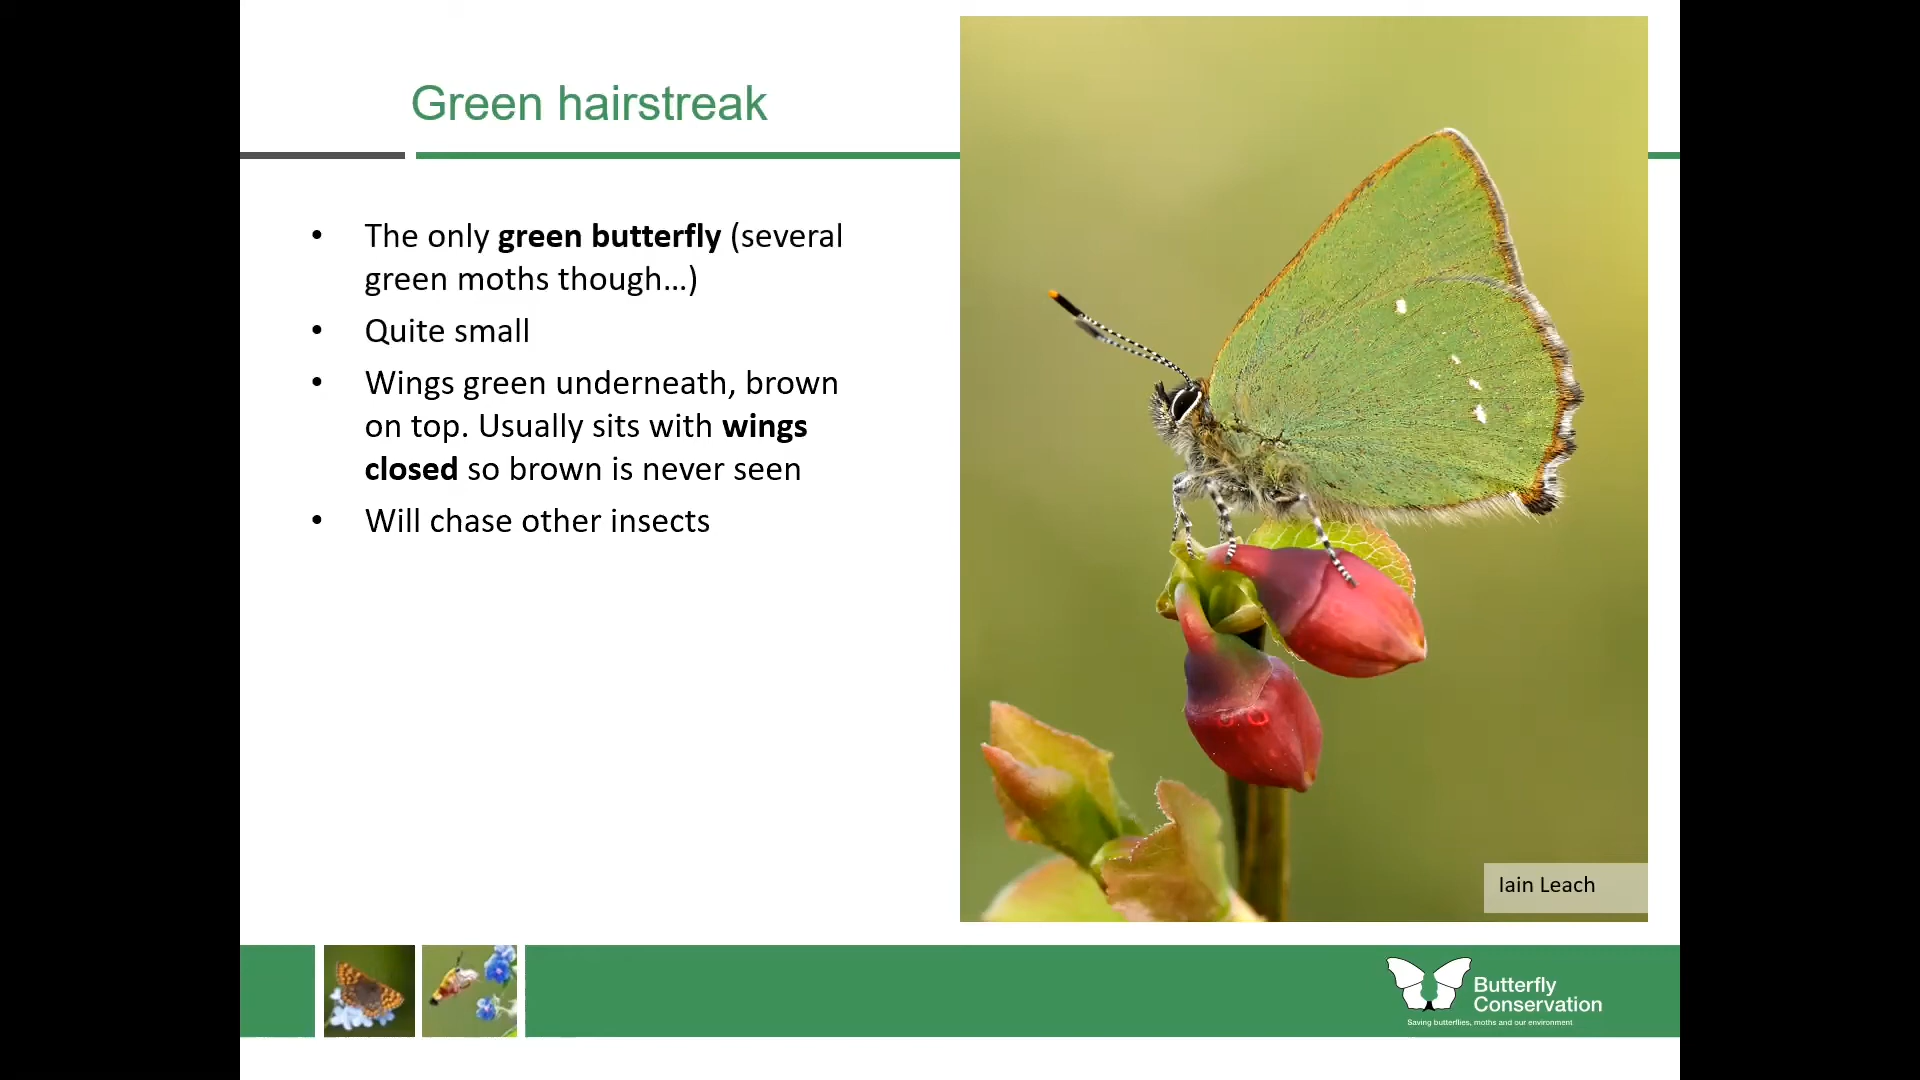 Green hairstreak
• The only green butterfly (several
green moths though...)
• Quite small
• Wings green underneath, brown
on top. Usually sits with wings
closed so brown is never seen
• Will chase other insects
Iain Leach
Butterfly
Conservation
Saving butterflies, moths and our environment